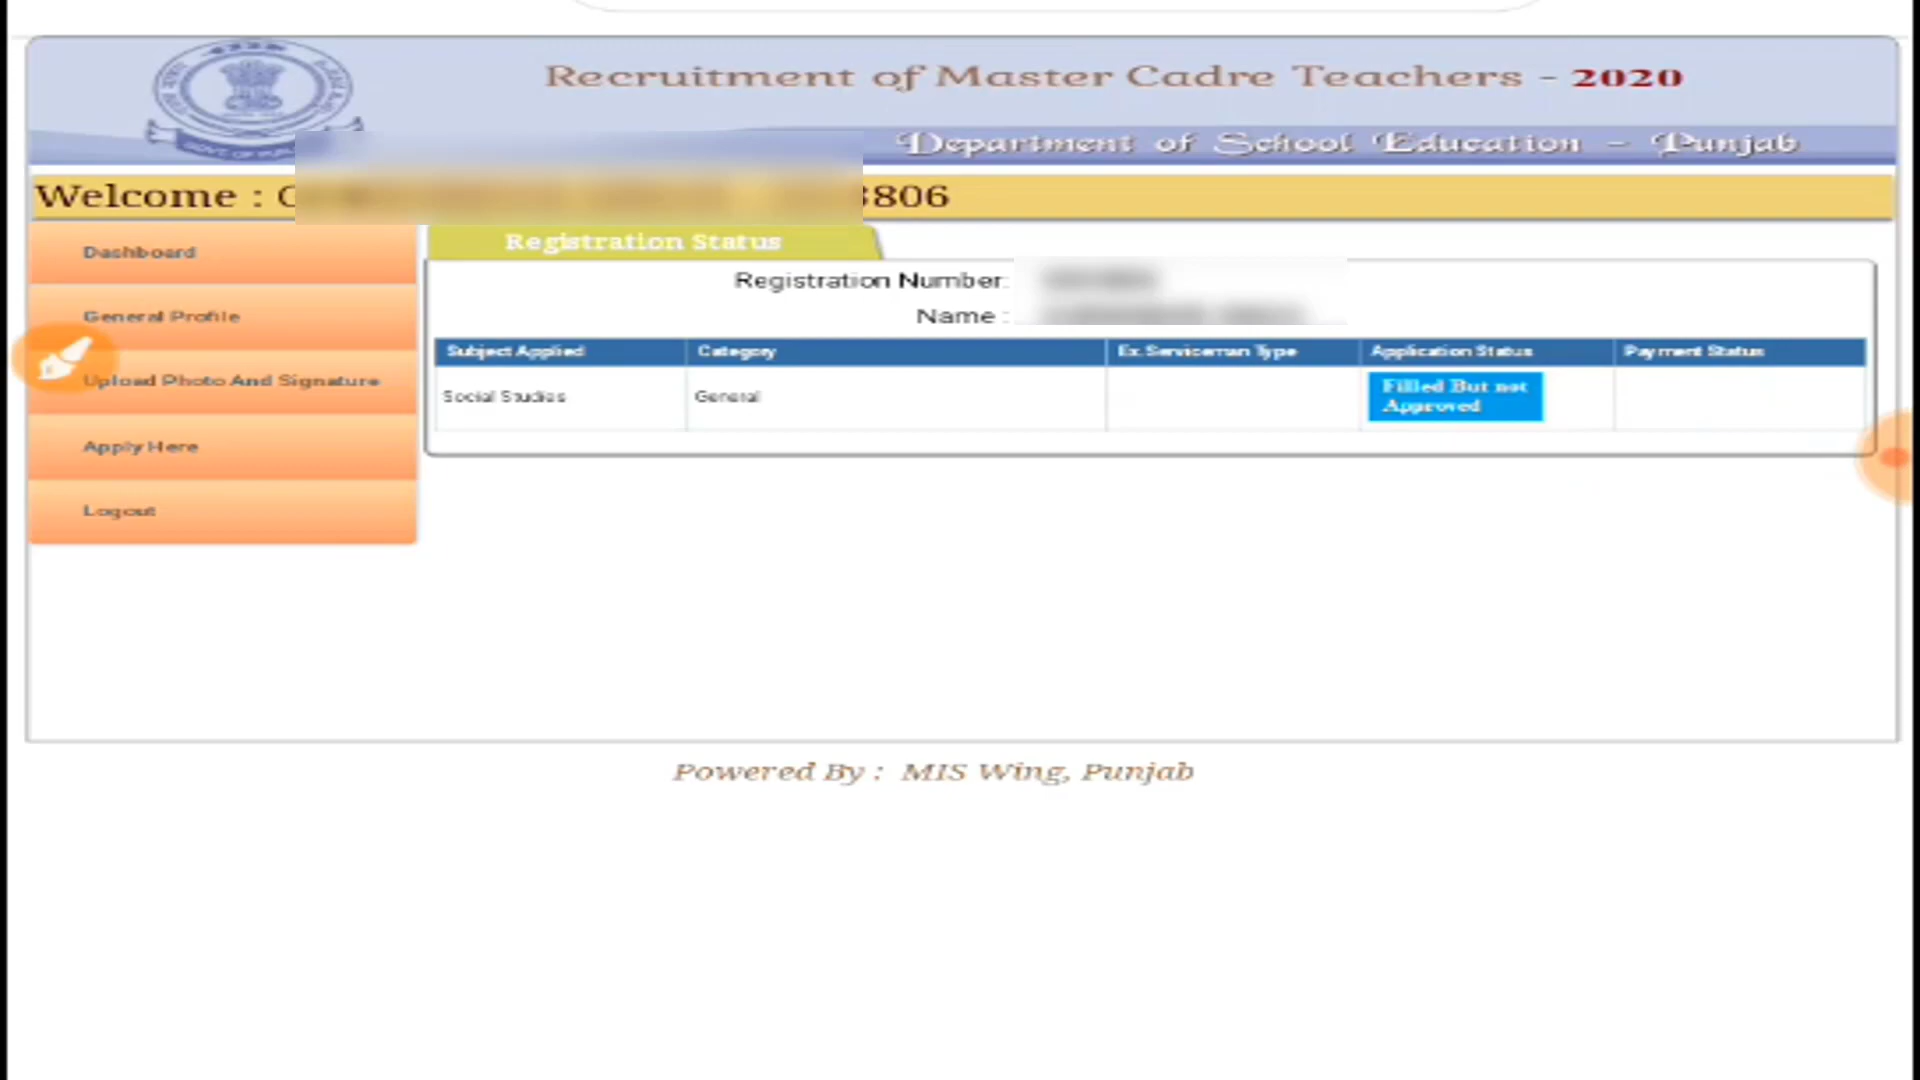 Recruitment of Master Cadre Teachers - 2020
Department of School Education - Punjab
Welcome : 806
Dashboard
General Profile
Upload Photo And Signature
Apply Here
Logout
Registration Status
Registration Number:
Name :
Subject Applied Category Ex.Serviceman Type Application Status Payment Status
Social Studies General Filled But not
Approved
Powered By : MIS Wing, Punjab